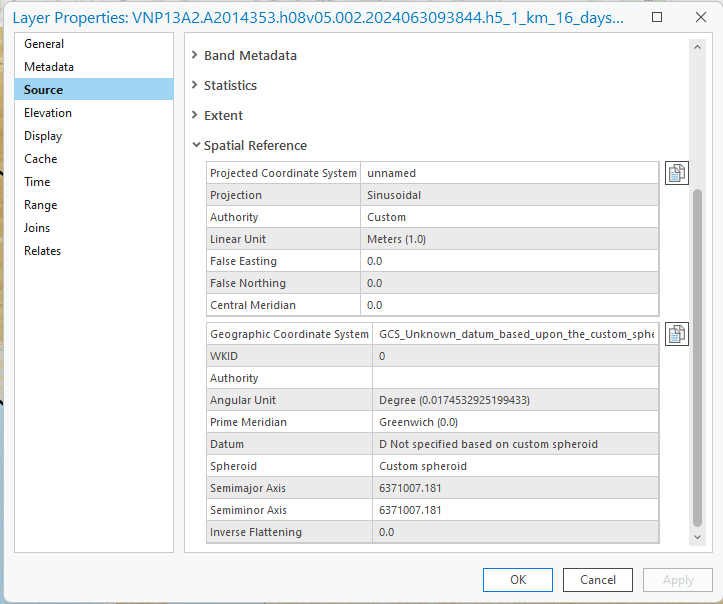 Layer Properties: VNP13A2.A2014353.h08v05.002.2024063093844.h5_1_km_16_days...
General
Metadata
Source
Elevation
Display
Cache
Time
Range
Joins
Relates
Band Metadata
Statistics
Extent
Spatial Reference
Projected Coordinate System unnamed
Projection Sinusoidal
Authority Custom
Linear Unit Meters (1.0)
False Easting 0.0
False Northing 0.0
Central Meridian 0.0
Geographic Coordinate System GCS_Unknown_datum_based_upon_the_custom_sphe
WKID 0
Authority
Angular Unit Degree (0.0174532925199433)
Prime Meridian Greenwich (0.0)
Datum D Not specified based on custom spheroid
Spheroid Custom spheroid
Semimajor Axis 6371007.181
Semiminor Axis 6371007.181
Inverse Flattening 0.0
OK Cancel Apply